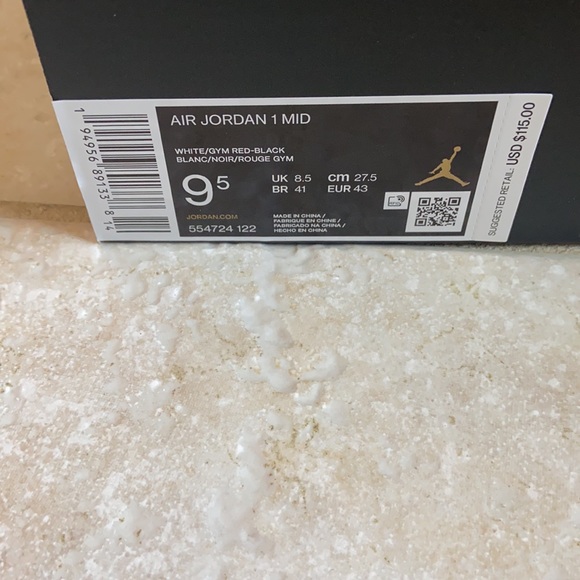 AIR JORDAN 1 MID
WHITE/GYM RED-BLACK
BLANC/NOIR/ROUGE GYM
9.5
UK 8.5 cm 27.5
BR 41 EUR 43
JORDAN.COM
554724 122
MADE IN CHINA /
FABRIQUE EN CHINE /
FABRICADO NA CHINA /
HECHO EN CHINA
SUGGESTED RETAIL: USD $115.00
1 94956 89133 8 14